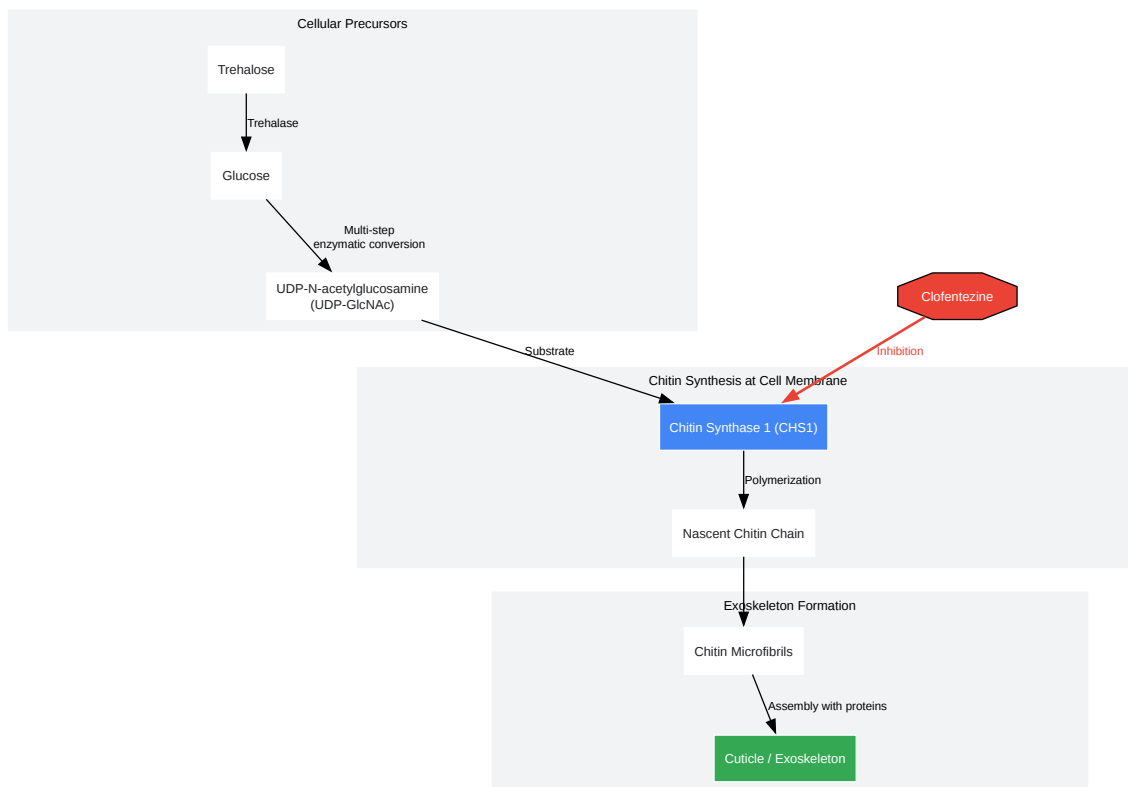 Cellular Precursors
Trehalose
Trehalase
Glucose
Multi-step
enzymatic conversion
UDP-N-acetylglucosamine
(UDP-GlcNAc)
Clofentezine
Substrate
Inhibition
Chitin Synthesis at Cell Membrane
Chitin Synthase 1 (CHS1)
Polymerization
Nascent Chitin Chain
Exoskeleton Formation
Chitin Microfibrils
Assembly with proteins
Cuticle / Exoskeleton